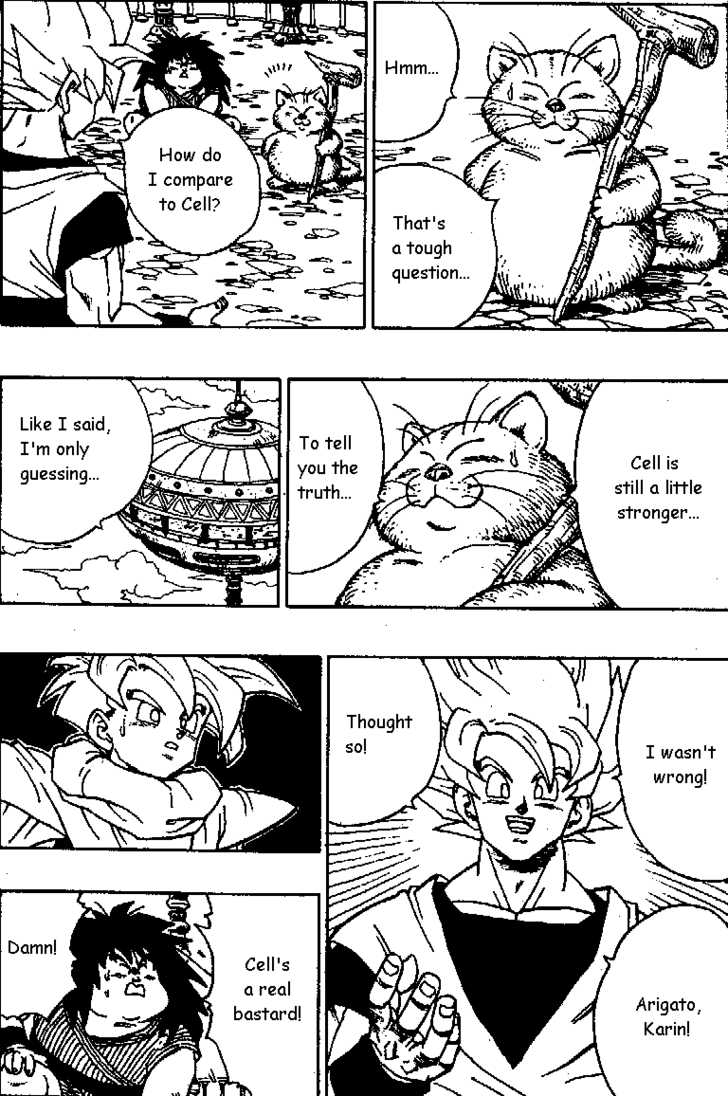 How do
I compare
to Cell?
Hmm...
That's
a tough
question...
Like I said,
I'm only
guessing...
To tell
you the
truth...
Cell is
still a little
stronger...
Thought
so!
I wasn't
wrong!
Arigato,
Karin!
Damn!
Cell's
a real
bastard!